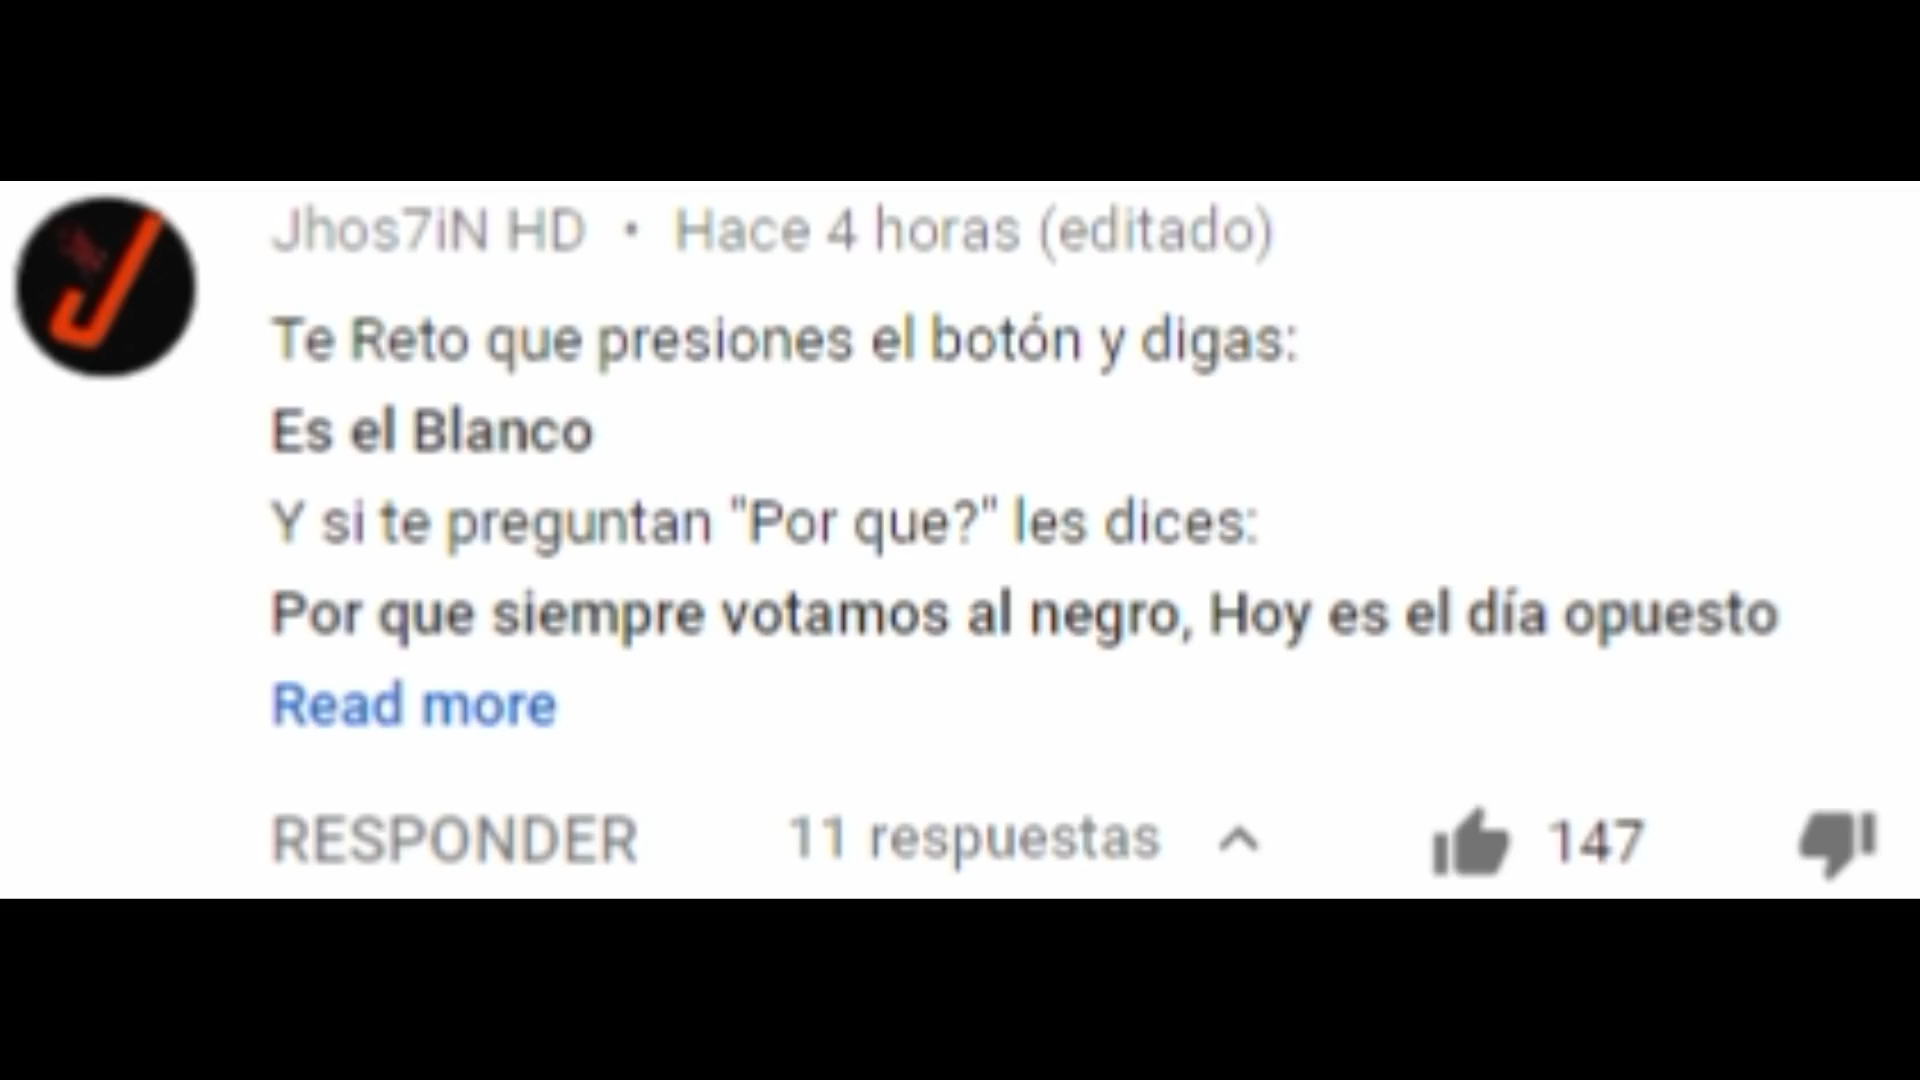 Jhos7iN HD • Hace 4 horas (editado)
Te Reto que presiones el botón y digas:
Es el Blanco
Y si te preguntan "Por que?" les dices:
Por que siempre votamos al negro, Hoy es el día opuesto
Read more
RESPONDER 11 respuestas 147